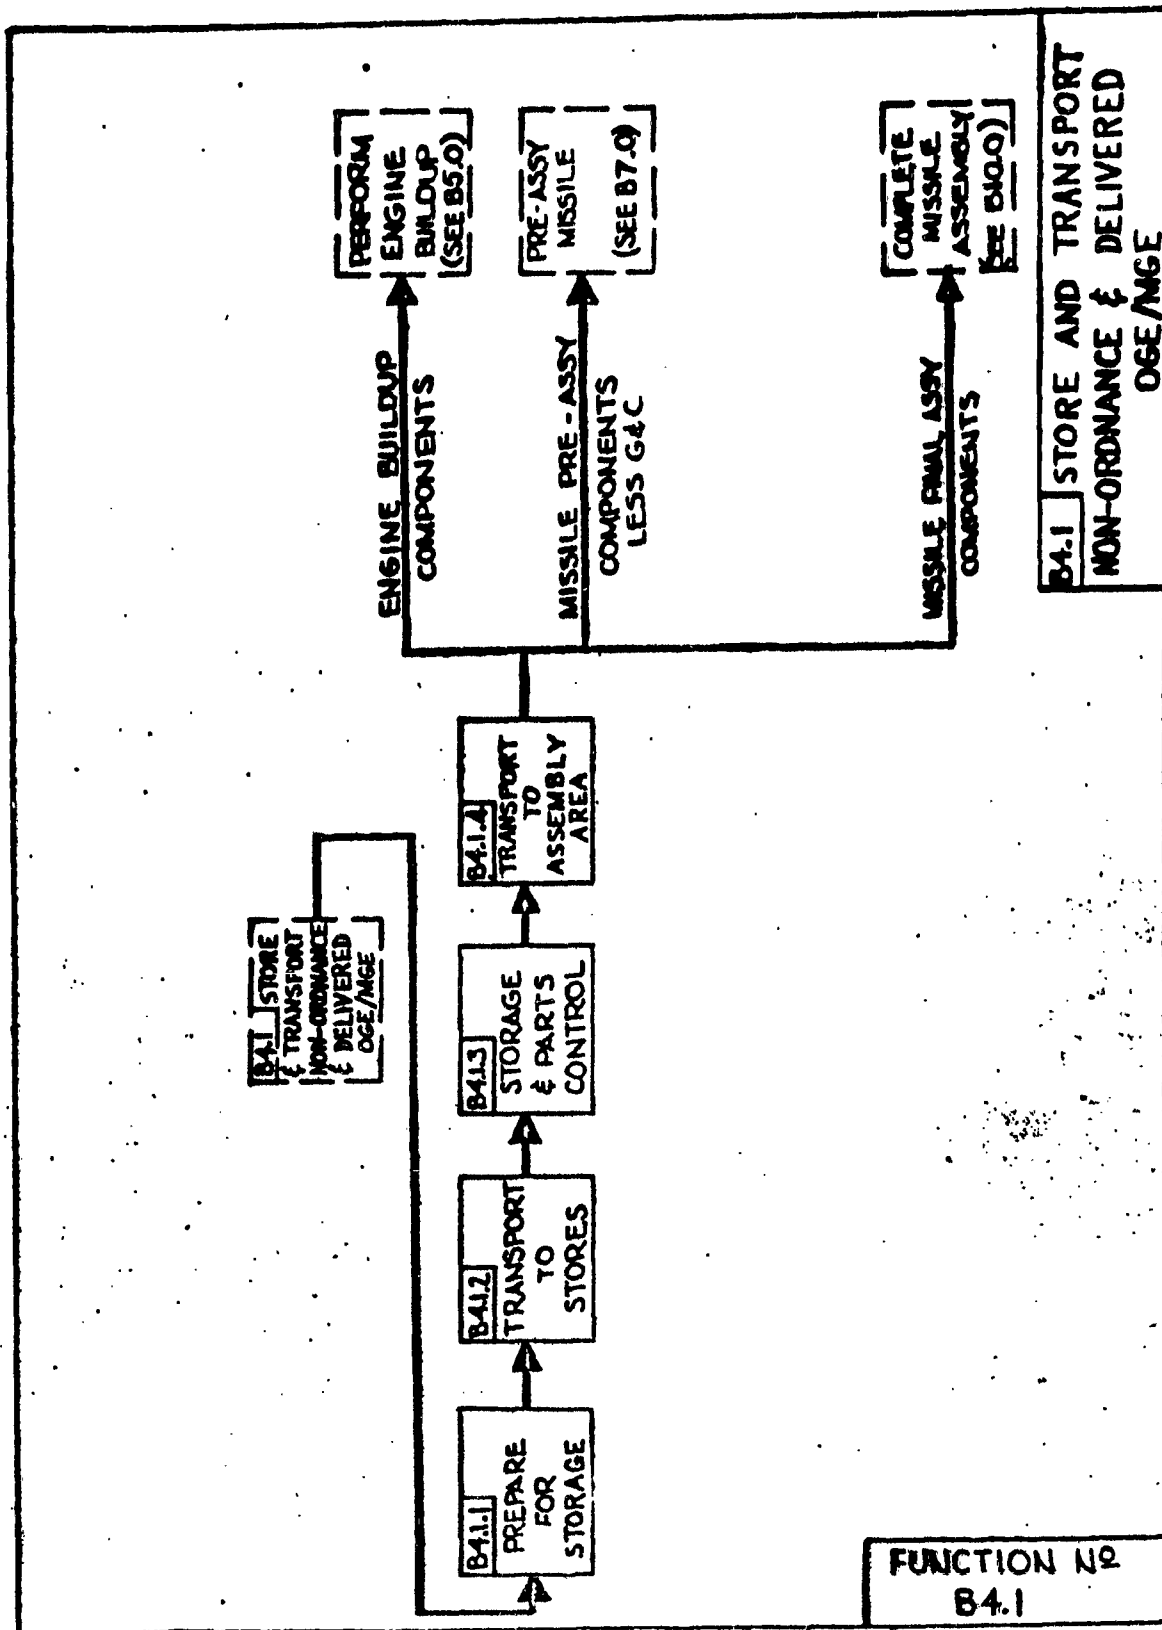 B4.1 STORE
& TRANSPORT
NON-ORDNANCE
& DELIVERED
OGE/MGE
B4.1.1
PREPARE
FOR
STORAGE
B4.1.2
TRANSPORT
TO
STORES
B4.1.3
STORAGE
& PARTS
CONTROL
B4.1.4
TRANSPORT
TO
ASSEMBLY
AREA
ENGINE BUILDUP
COMPONENTS
PERFORM
ENGINE
BUILDUP
(SEE B5.0)
MISSILE PRE-ASSY
COMPONENTS
LESS G&C
PRE-ASSY
MISSILE
(SEE B7.0)
MISSILE FINAL ASSY
COMPONENTS
COMPLETE
MISSILE
ASSEMBLY
(SEE B10.0)
B4.1 STORE AND TRANSPORT
NON-ORDNANCE & DELIVERED
OGE/MGE
FUNCTION Nº
B4.1